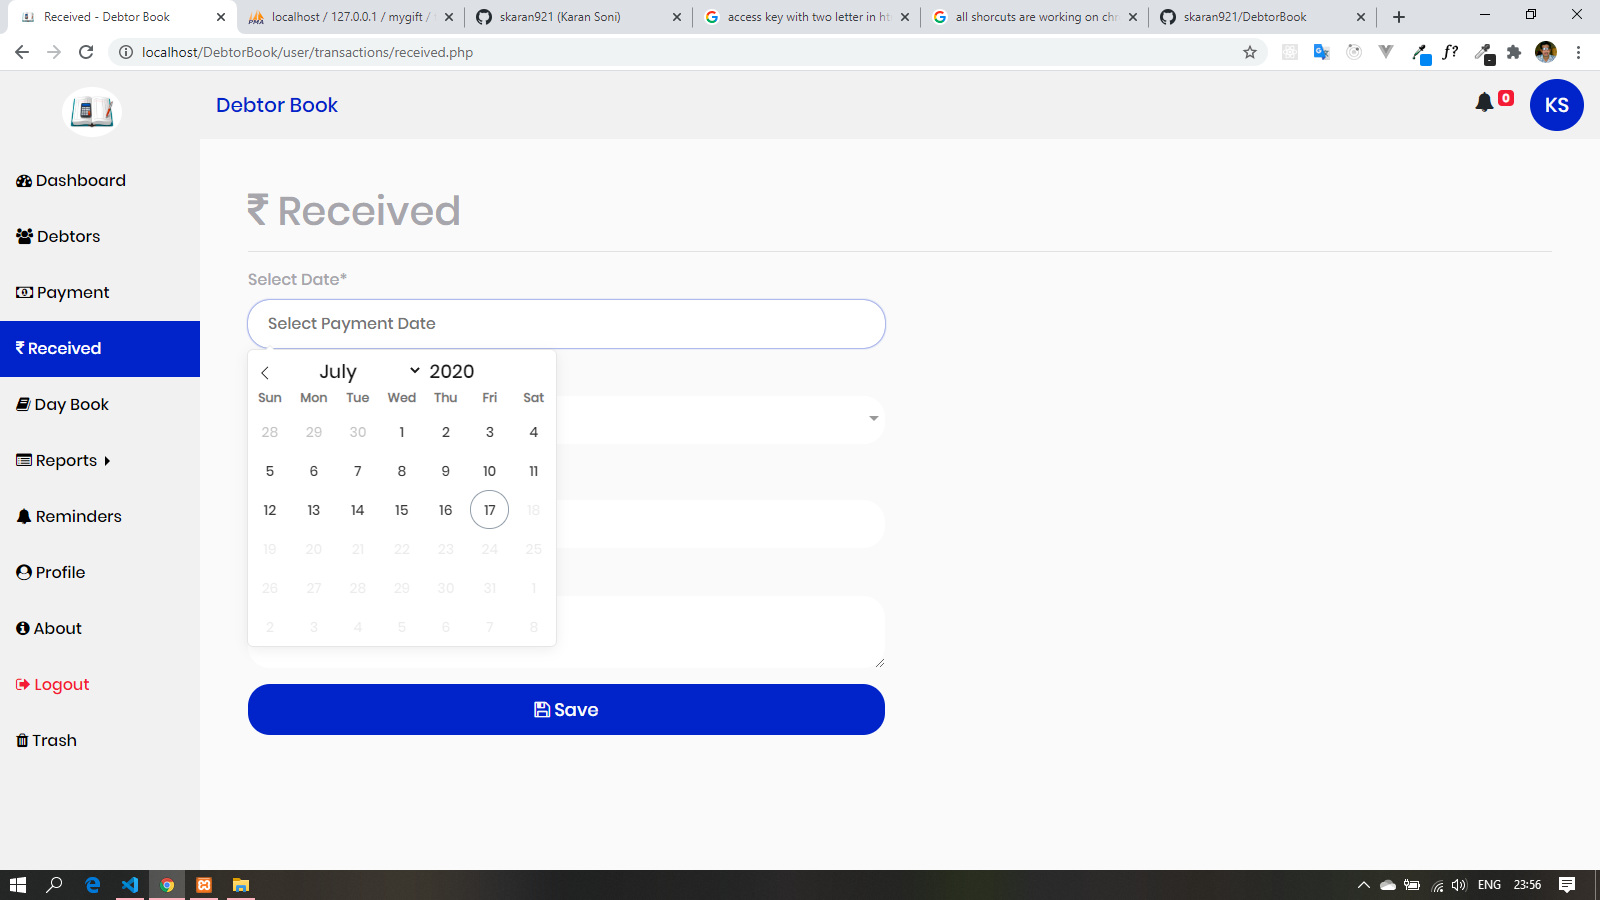 Received - Debtor Book
localhost / 127.0.0.1 / mygift /
skaran921 (Karan Soni)
access key with two letter in ht
all shorcuts are working on chr
skaran921/DebtorBook
localhost/DebtorBook/user/transactions/received.php
f?
Debtor Book
0
KS
Dashboard
Debtors
Payment
₹ Received
Day Book
Reports
Reminders
Profile
About
Logout
Trash
₹ Received
Select Date*
Select Payment Date
July 2020
Sun Mon Tue Wed Thu Fri Sat
28 29 30 1 2 3 4
5 6 7 8 9 10 11
12 13 14 15 16 17 18
19 20 21 22 23 24 25
26 27 28 29 30 31 1
2 3 4 5 6 7 8
Save
ENG 23:56